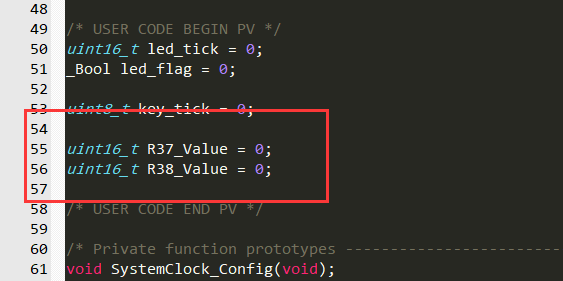 48
49 /* USER CODE BEGIN PV */
50 uint16_t led_tick = 0;
51 _Bool led_flag = 0;
52
53 uint8_t key_tick = 0;
54
55 uint16_t R37_Value = 0;
56 uint16_t R38_Value = 0;
57
58 /* USER CODE END PV */
59
60 /* Private function prototypes -------------------------
61 void SystemClock_Config(void);